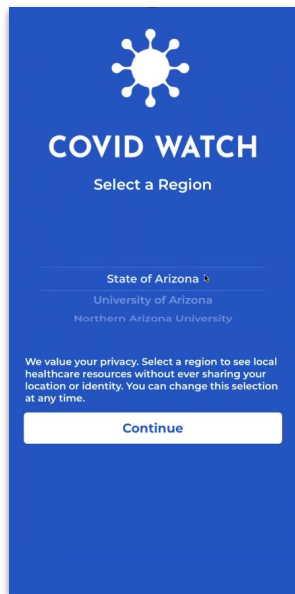 COVID WATCH
Select a Region
State of Arizona
University of Arizona
Northern Arizona University
We value your privacy. Select a region to see local
healthcare resources without ever sharing your
location or identity. You can change this selection
at any time.
Continue